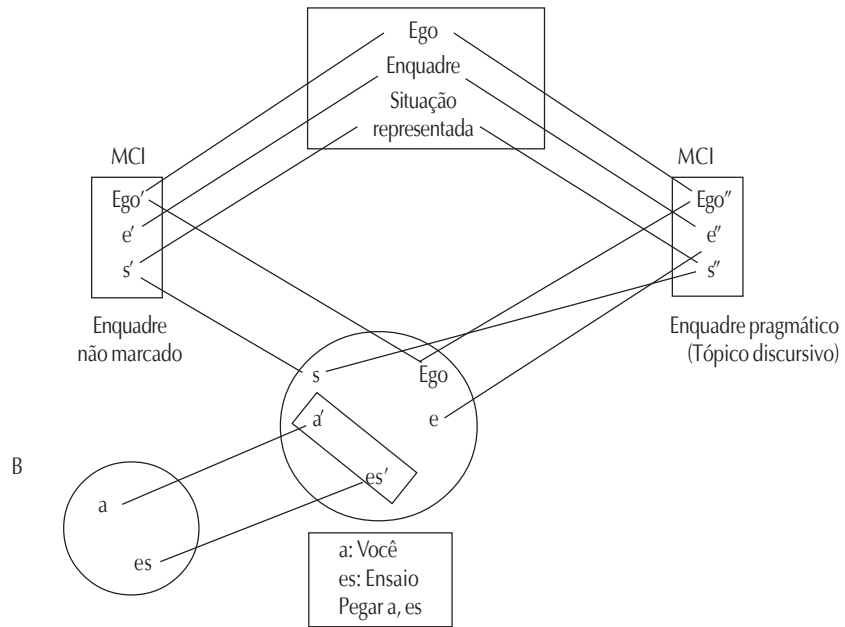 Ego
Enquadre
Situação
representada
MCI
MCI
Ego′
Ego″
e′
e″
s′
s″
Enquadre
não marcado
Enquadre pragmático
(Tópico discursivo)
s
Ego
a′
e
B
es′
a
es
a: Você
es: Ensaio
Pegar a, es